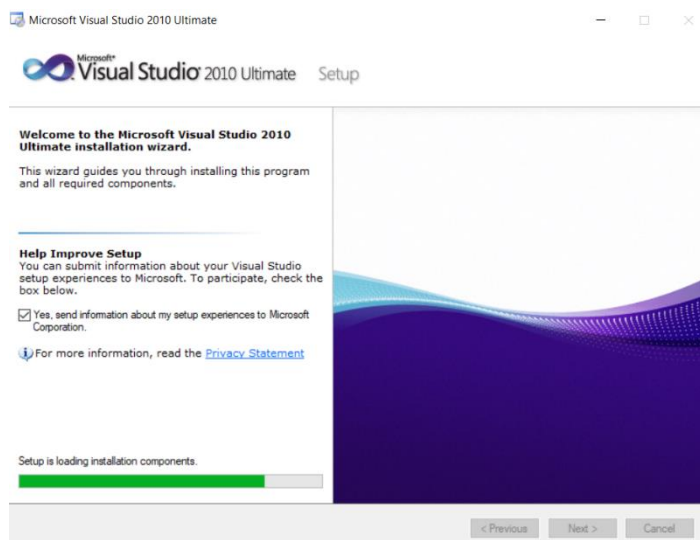 Microsoft Visual Studio 2010 Ultimate
Microsoft®
Visual Studio® 2010 Ultimate Setup
Welcome to the Microsoft Visual Studio 2010
Ultimate installation wizard.
This wizard guides you through installing this program
and all required components.
Help Improve Setup
You can submit information about your Visual Studio
setup experiences to Microsoft. To participate, check the
box below.
Yes, send information about my setup experiences to Microsoft
Corporation.
For more information, read the Privacy Statement
Setup is loading installation components.
< Previous Next > Cancel